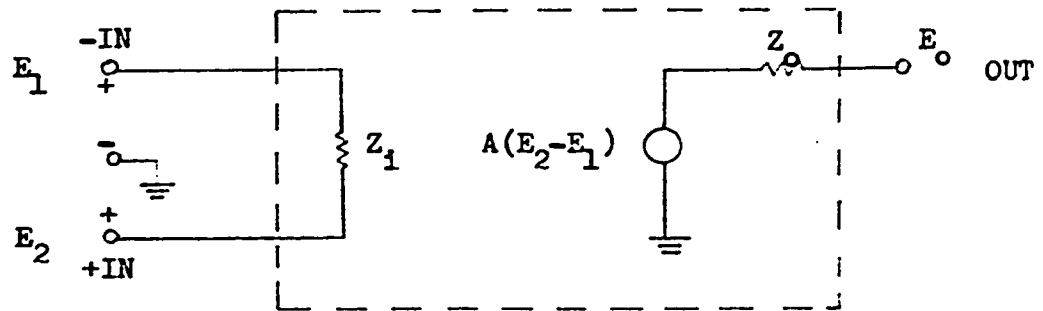 -IN
E₁
+
-
Zᵢ
+
E₂
+IN
A(E₂-E₁)
Zₒ
Eₒ
OUT